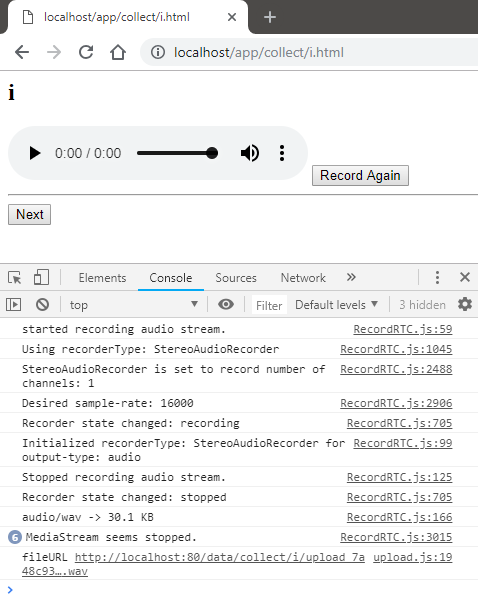 localhost/app/collect/i.html
localhost/app/collect/i.html
i
0:00 / 0:00
Record Again
Next
Elements Console Sources Network »
top Filter Default levels 3 hidden
started recording audio stream. RecordRTC.js:59
Using recorderType: StereoAudioRecorder RecordRTC.js:1045
StereoAudioRecorder is set to record number of RecordRTC.js:2488
channels: 1
Desired sample-rate: 16000 RecordRTC.js:2906
Recorder state changed: recording RecordRTC.js:705
Initialized recorderType: StereoAudioRecorder for RecordRTC.js:99
output-type: audio
Stopped recording audio stream. RecordRTC.js:125
Recorder state changed: stopped RecordRTC.js:705
audio/wav -> 30.1 KB RecordRTC.js:166
6 MediaStream seems stopped. RecordRTC.js:3015
fileURL http://localhost:80/data/collect/i/upload_7a upload.js:19
48c93….wav